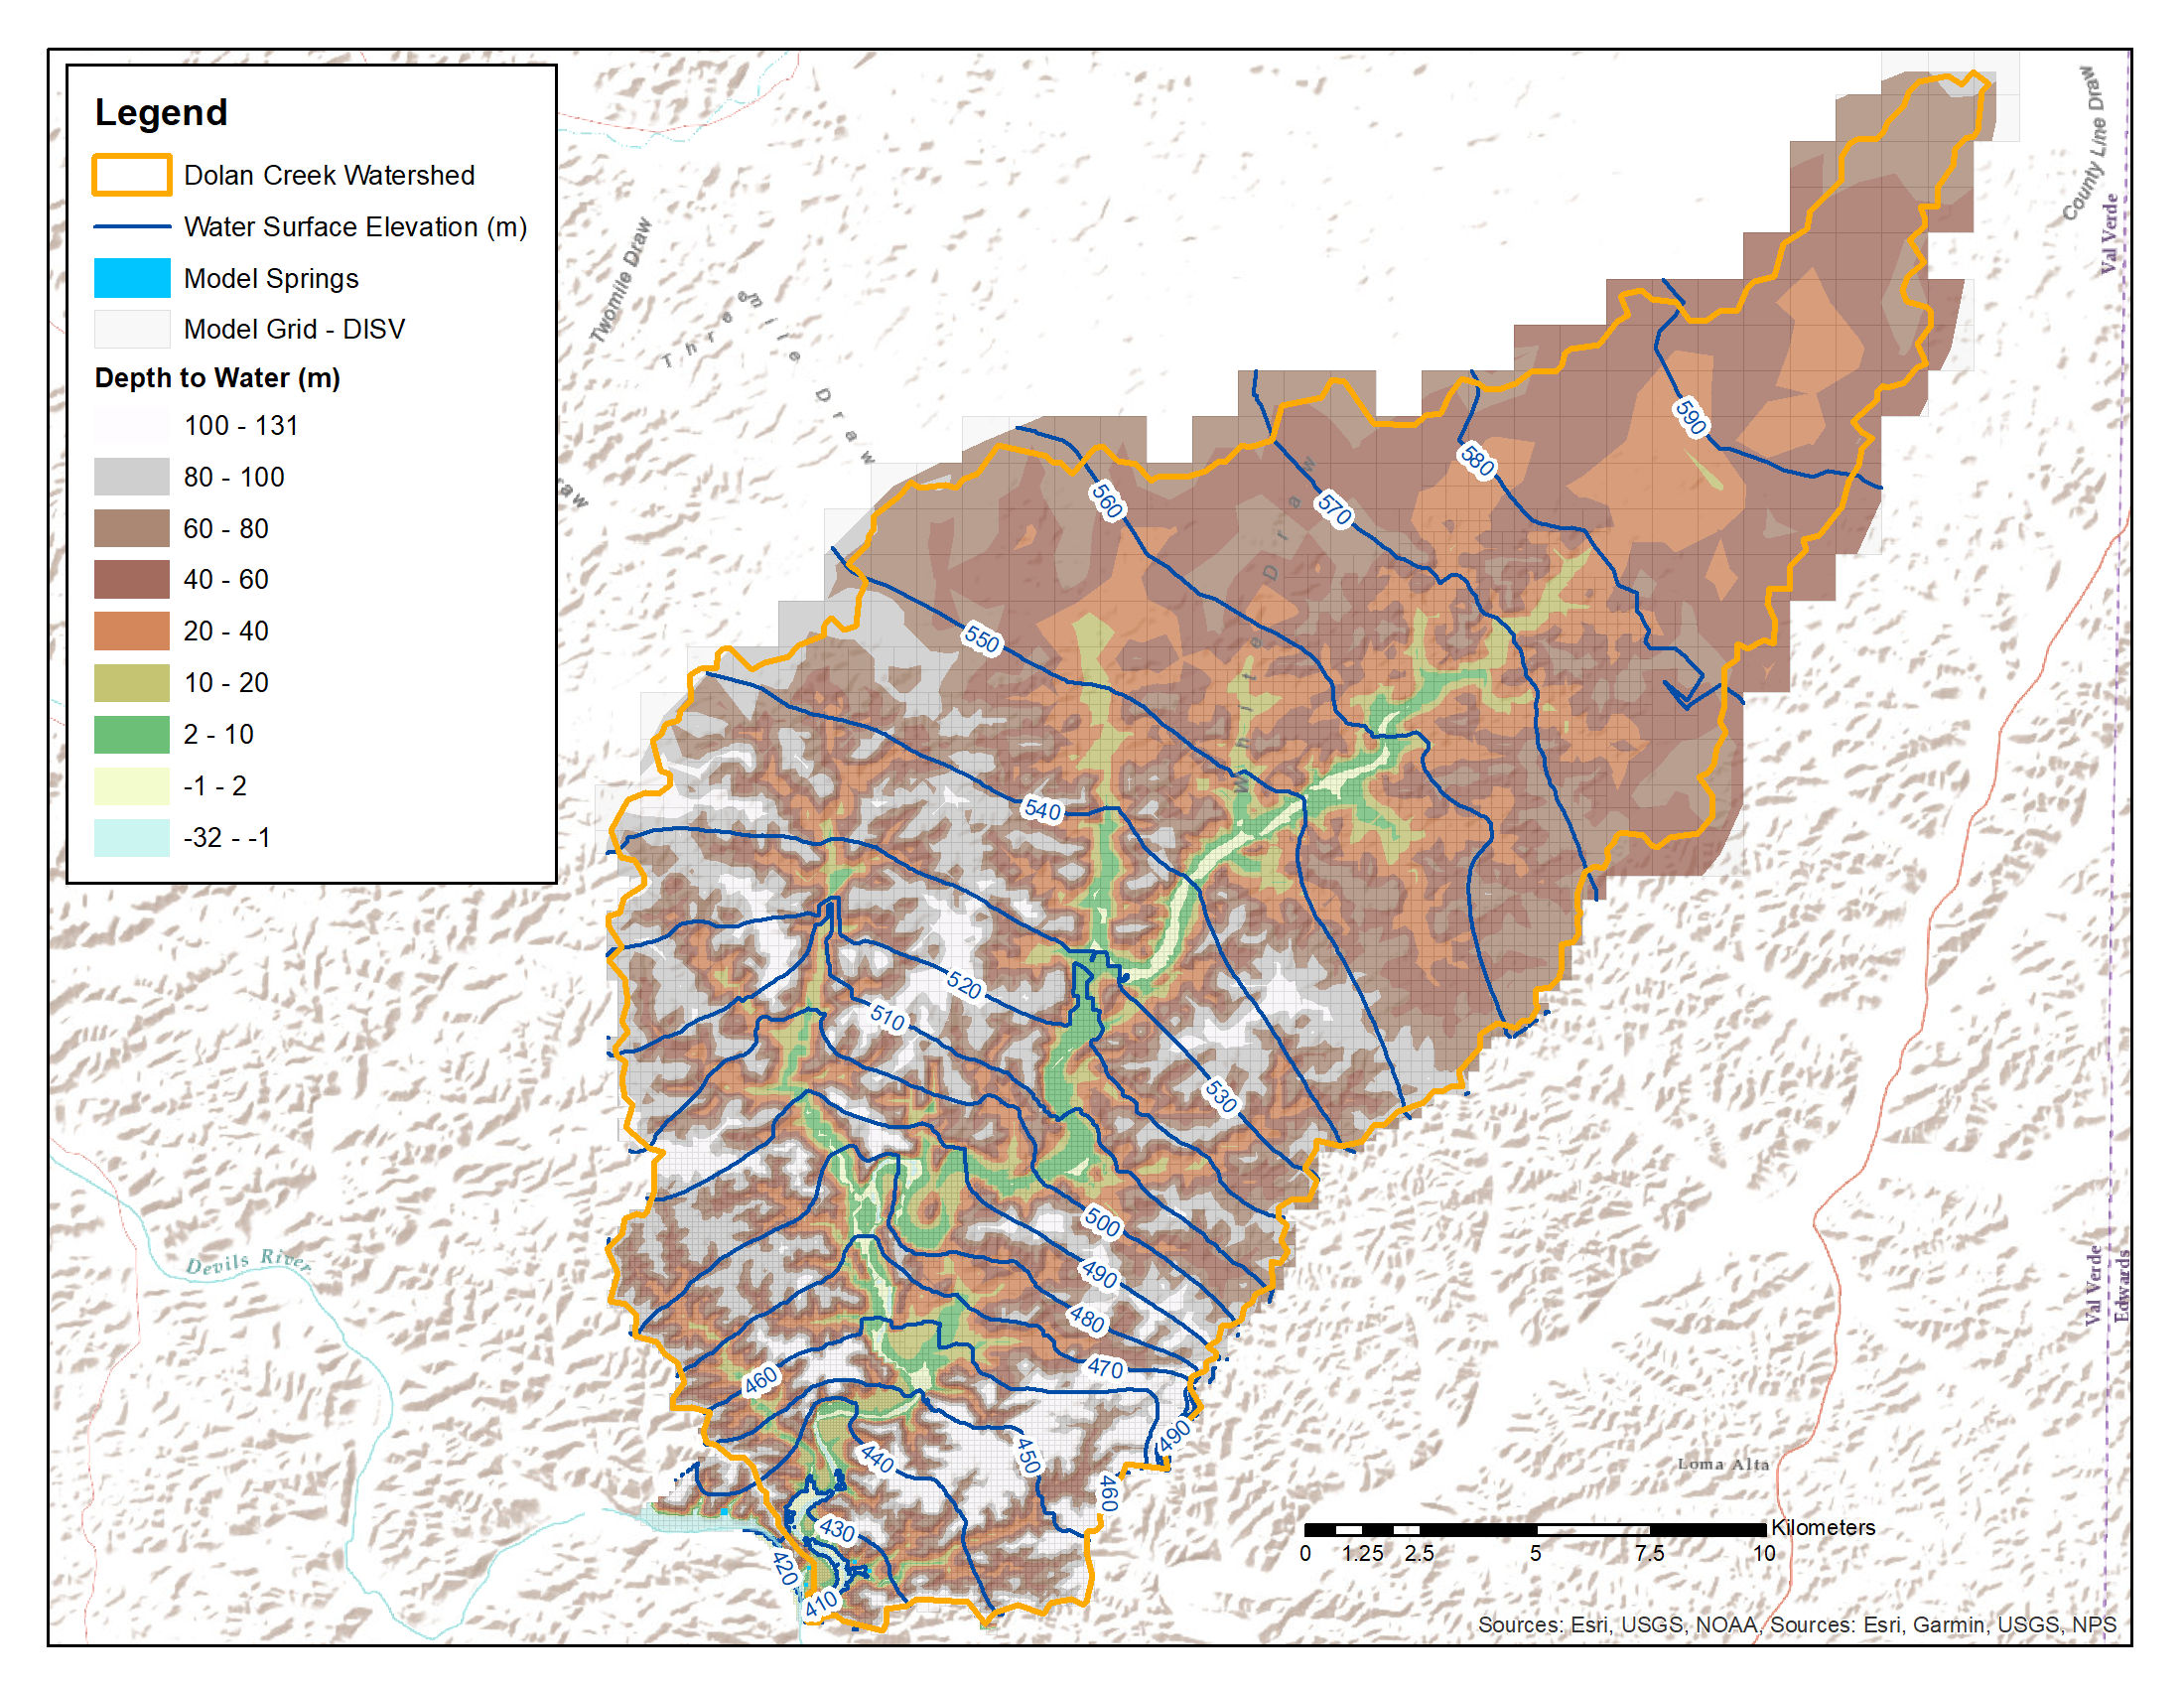 Legend
Dolan Creek Watershed
Water Surface Elevation (m)
Model Springs
Model Grid - DISV
Depth to Water (m)
100 - 131
80 - 100
60 - 80
40 - 60
20 - 40
10 - 20
2 - 10
-1 - 2
-32 - -1
Twomile Draw
Threemile Draw
raw
County Line Draw
Val Verde
White Draw
590
580
570
560
550
540
520
510
530
500
490
480
470
460
490
460
450
440
430
420
410
Devils River
Val Verde
Edwards
Loma Alta
Kilometers
0 1.25 2.5 5 7.5 10
Sources: Esri, USGS, NOAA, Sources: Esri, Garmin, USGS, NPS